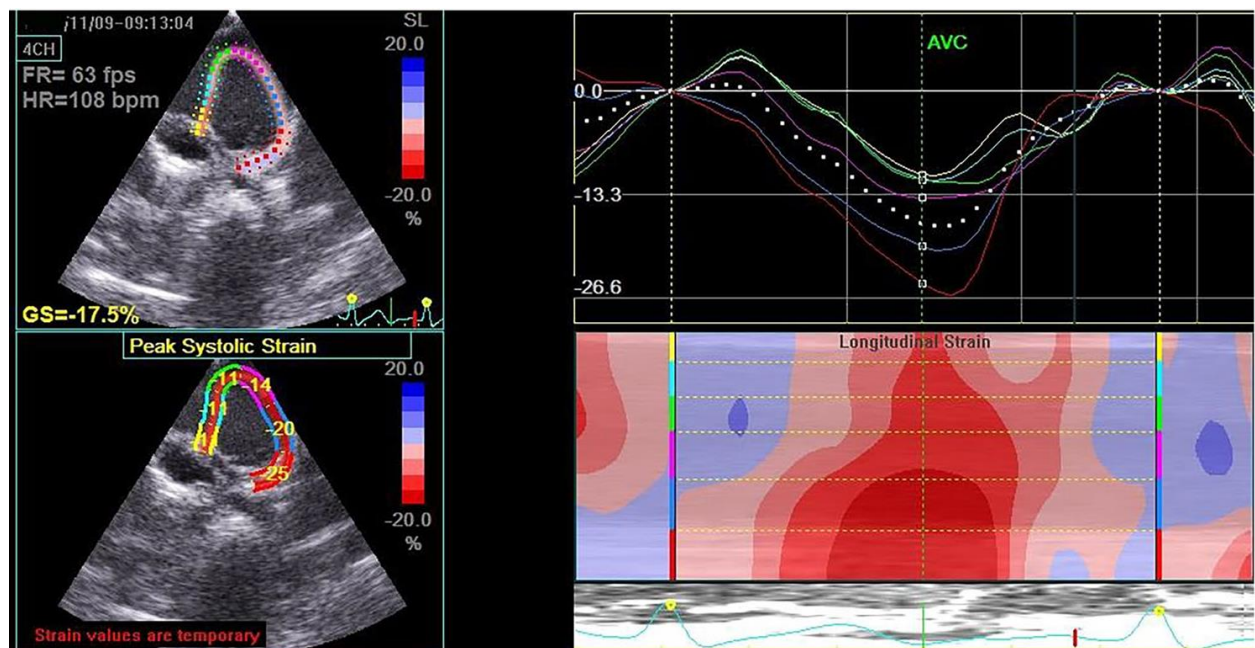 11/09-09:13:04
4CH
FR= 63 fps
HR=108 bpm
SL
20.0
-20.0
%
GS=-17.5%
AVC
0.0
-13.3
-26.6
Peak Systolic Strain
20.0
-20.0
%
-11
-14
-11
-20
-25
Strain values are temporary
Longitudinal Strain